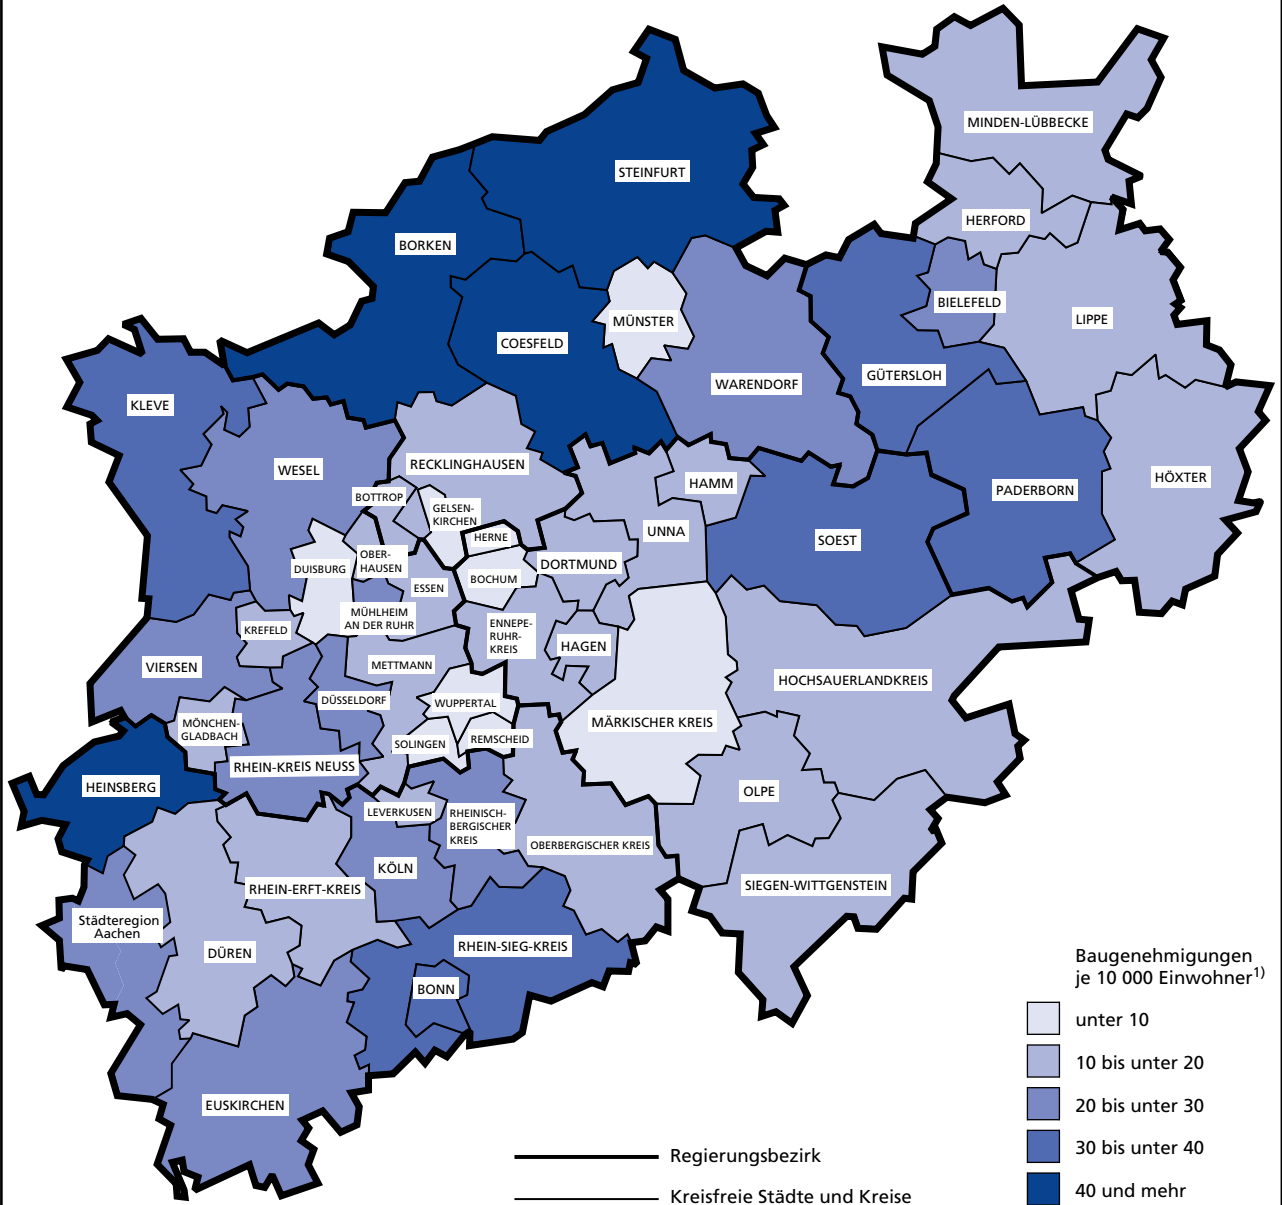 MINDEN-LÜBBECKE
STEINFURT
HERFORD
BORKEN
BIELEFELD
LIPPE
MÜNSTER
COESFELD
GÜTERSLOH
WARENDORF
KLEVE
RECKLINGHAUSEN
WESEL
HÖXTER
HAMM
PADERBORN
BOTTROP
GELSEN-
KIRCHEN
UNNA
HERNE
SOEST
OBER-
HAUSEN
DUISBURG
DORTMUND
BOCHUM
ESSEN
MÜHLHEIM
AN DER RUHR
KREFELD
ENNEPE-
RUHR-
KREIS
HAGEN
VIERSEN
METTMANN
HOCHSAUERLANDKREIS
DÜSSELDORF
WUPPERTAL
MÄRKISCHER KREIS
MÖNCHEN-
GLADBACH
SOLINGEN
REMSCHEID
RHEIN-KREIS NEUSS
HEINSBERG
OLPE
LEVERKUSEN
RHEINISCH-
BERGISCHER
KREIS
OBERBERGISCHER KREIS
KÖLN
RHEIN-ERFT-KREIS
SIEGEN-WITTGENSTEIN
Städteregion
Aachen
RHEIN-SIEG-KREIS
DÜREN
BONN
EUSKIRCHEN
Baugenehmigungen
je 10 000 Einwohner1)
unter 10
10 bis unter 20
20 bis unter 30
30 bis unter 40
40 und mehr
Regierungsbezirk
Kreisfreie Städte und Kreise